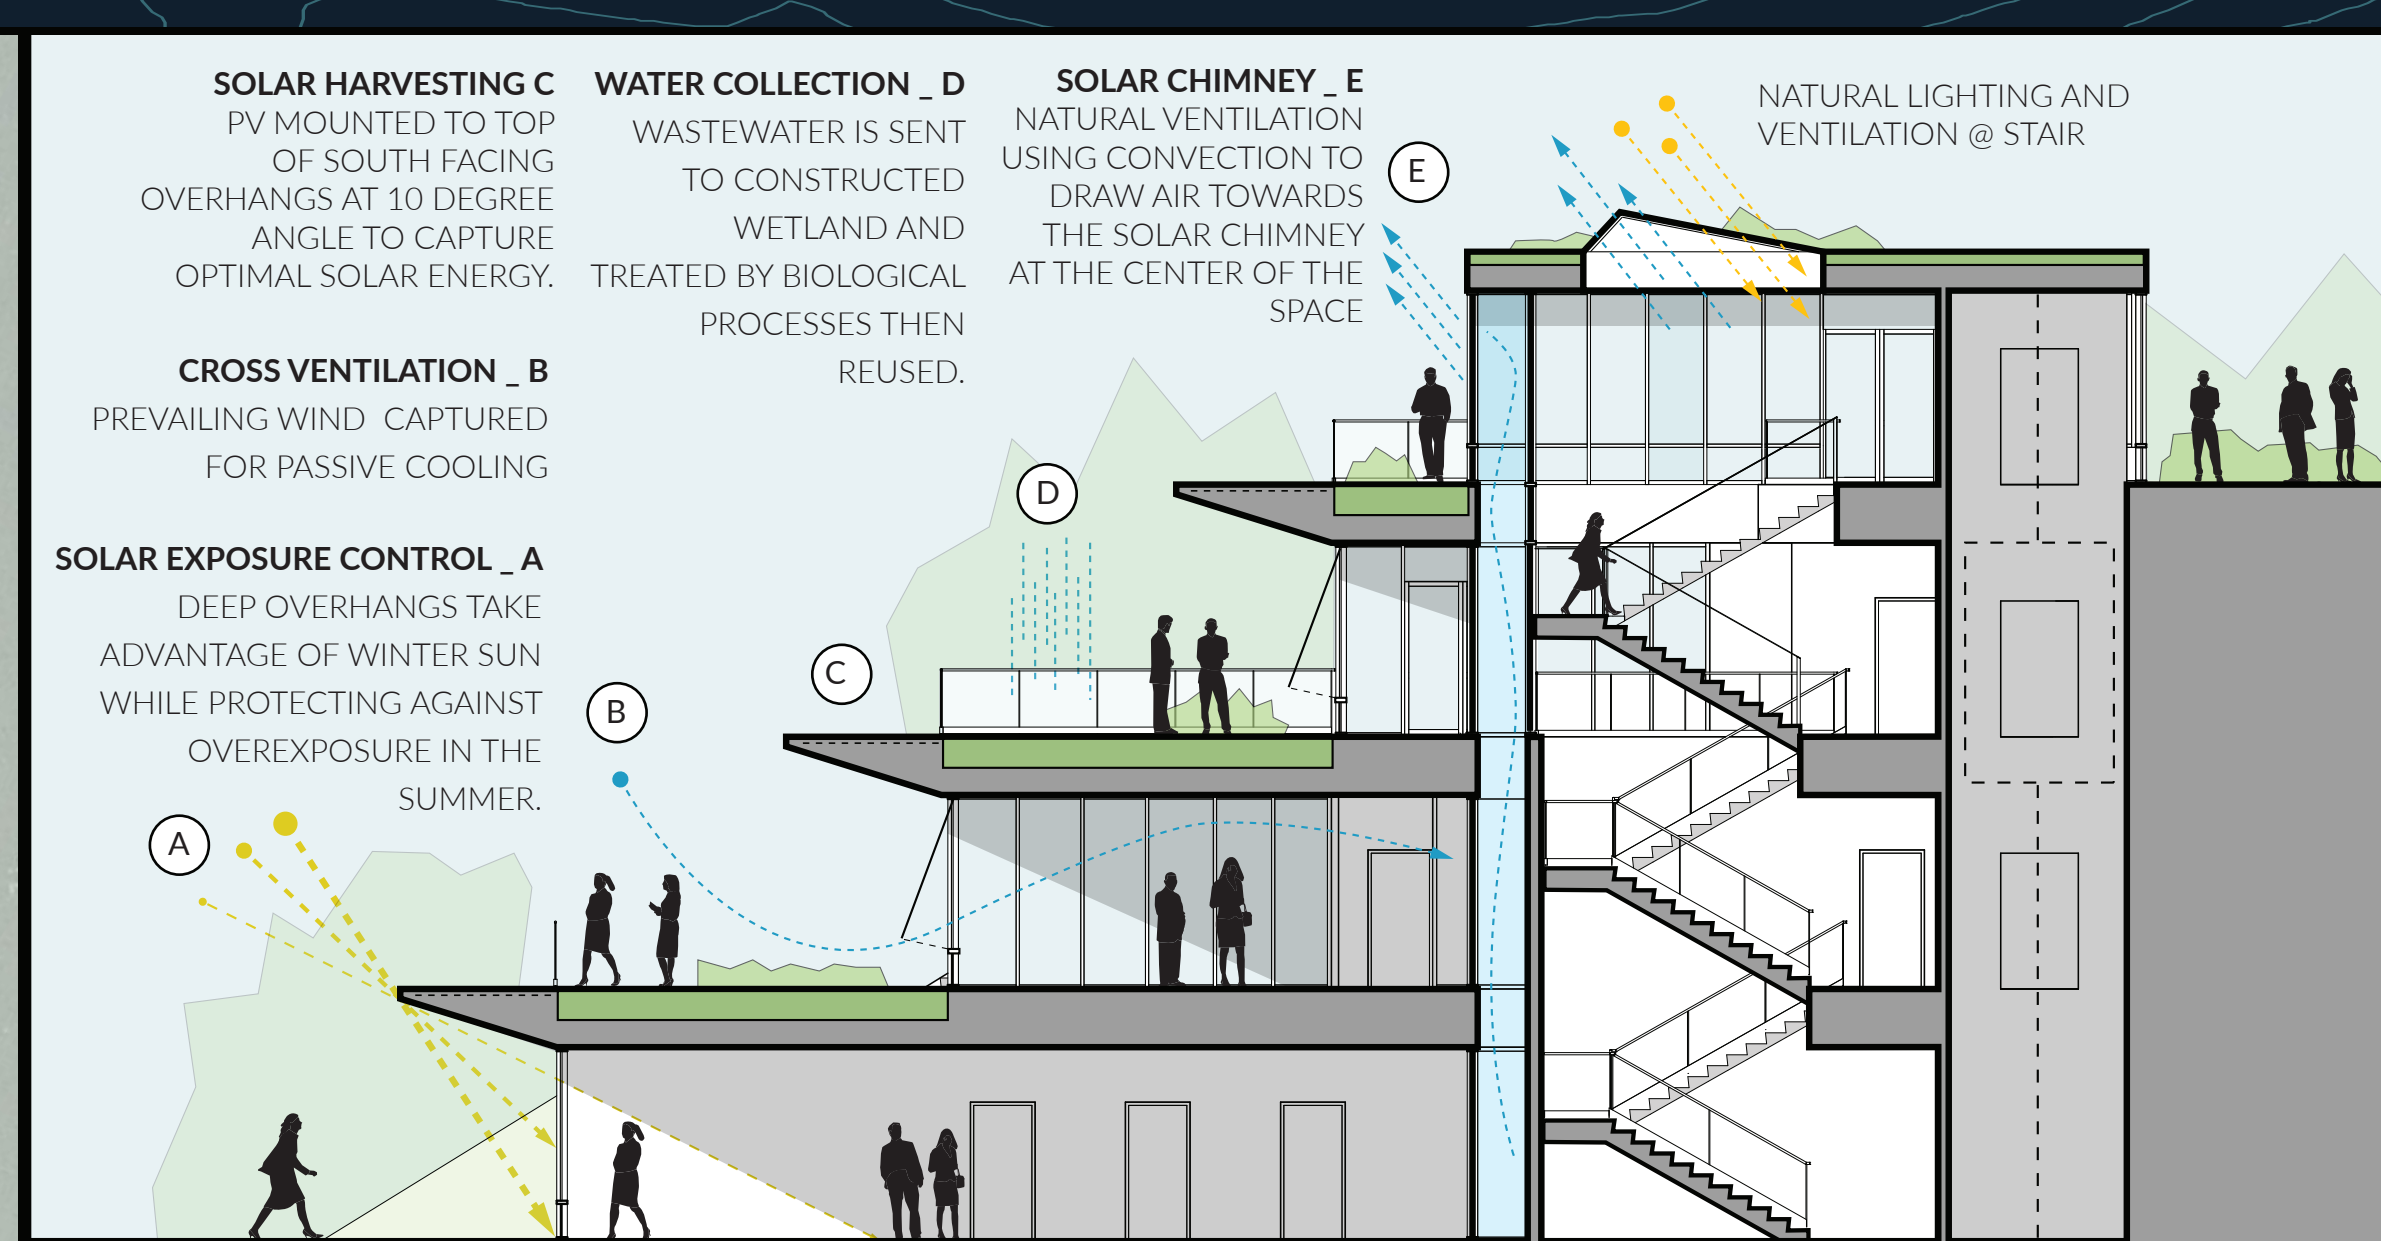 SOLAR HARVESTING C
PV MOUNTED TO TOP
OF SOUTH FACING
OVERHANGS AT 10 DEGREE
ANGLE TO CAPTURE
OPTIMAL SOLAR ENERGY.
CROSS VENTILATION _ B
PREVAILING WIND  CAPTURED
FOR PASSIVE COOLING
SOLAR EXPOSURE CONTROL _ A
DEEP OVERHANGS TAKE
ADVANTAGE OF WINTER SUN
WHILE PROTECTING AGAINST
OVEREXPOSURE IN THE
SUMMER.
WATER COLLECTION _ D
WASTEWATER IS SENT
TO CONSTRUCTED
WETLAND AND
TREATED BY BIOLOGICAL
PROCESSES THEN
REUSED.
SOLAR CHIMNEY _ E
NATURAL VENTILATION
USING CONVECTION TO
DRAW AIR TOWARDS
THE SOLAR CHIMNEY
AT THE CENTER OF THE
SPACE
NATURAL LIGHTING AND
VENTILATION @ STAIR
E
D
C
B
A